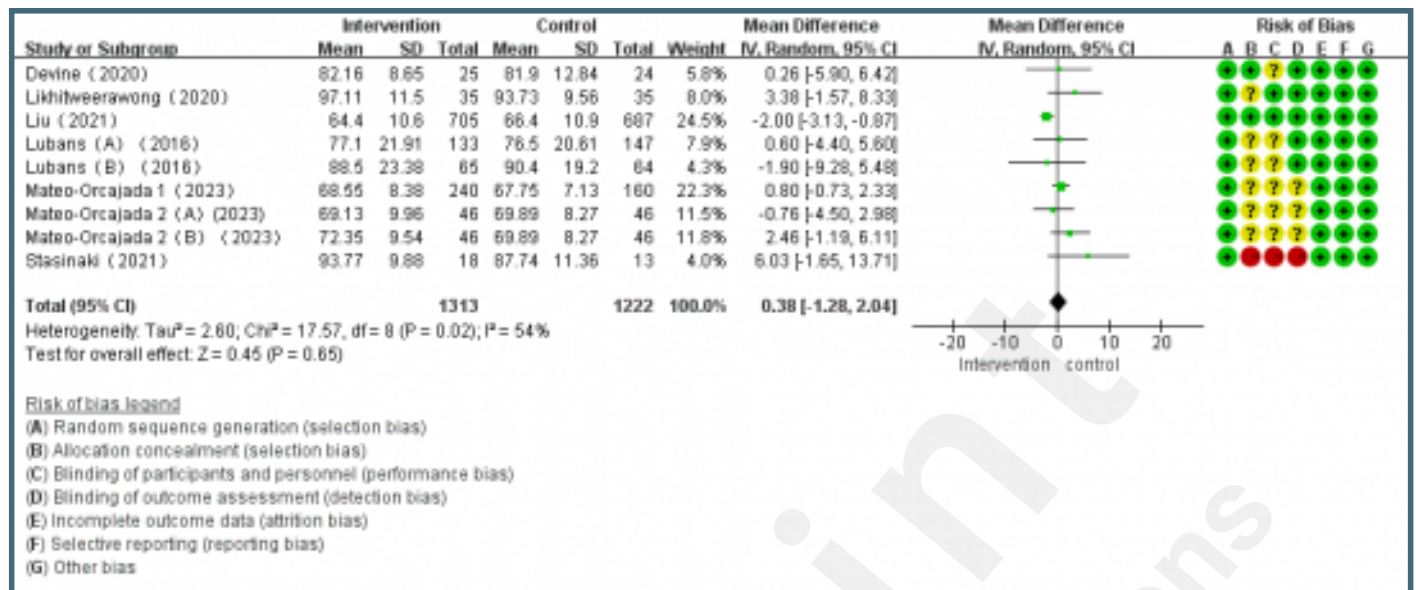 Intervention Control Mean Difference Mean Difference Risk of Bias
Study or Subgroup Mean SD Total Mean SD Total Weight IV, Random, 95% CI IV, Random, 95% CI A B C D E F G
Devine (2020) 82.16 8.65 25 81.9 12.84 24 5.8% 0.26 [-5.90, 6.42] + + ? + + + +
Likhitweerawong (2020) 97.11 11.5 35 93.73 9.56 35 8.0% 3.38 [-1.57, 8.33] + ? + + + + +
Liu (2021) 64.4 10.6 705 66.4 10.9 687 24.5% -2.00 [-3.13, -0.87] + + + + + + +
Lubans (A) (2016) 77.1 21.91 133 76.5 20.61 147 7.9% 0.60 [-4.40, 5.60] + ? ? + + + +
Lubans (B) (2016) 88.5 23.38 65 90.4 19.2 64 4.3% -1.90 [-9.28, 5.48] + ? ? + + + +
Mateo-Orcajada 1 (2023) 68.55 8.38 240 67.75 7.13 160 22.3% 0.80 [-0.73, 2.33] + ? ? ? + + +
Mateo-Orcajada 2 (A) (2023) 69.13 9.96 46 69.89 8.27 46 11.5% -0.76 [-4.50, 2.98] + ? ? ? + + +
Mateo-Orcajada 2 (B) (2023) 72.35 9.54 46 69.89 8.27 46 11.8% 2.46 [-1.19, 6.11] + ? ? ? + + +
Stasinaki (2021) 93.77 9.88 18 87.74 11.36 13 4.0% 6.03 [-1.65, 13.71] + + + +
Total (95% CI) 1313 1222 100.0% 0.38 [-1.28, 2.04]
Heterogeneity: Tau² = 2.60; Chi² = 17.57, df = 8 (P = 0.02); I² = 54%
Test for overall effect: Z = 0.45 (P = 0.65)
-20 -10 0 10 20
Intervention control
Risk of bias legend
(A) Random sequence generation (selection bias)
(B) Allocation concealment (selection bias)
(C) Blinding of participants and personnel (performance bias)
(D) Blinding of outcome assessment (detection bias)
(E) Incomplete outcome data (attrition bias)
(F) Selective reporting (reporting bias)
(G) Other bias